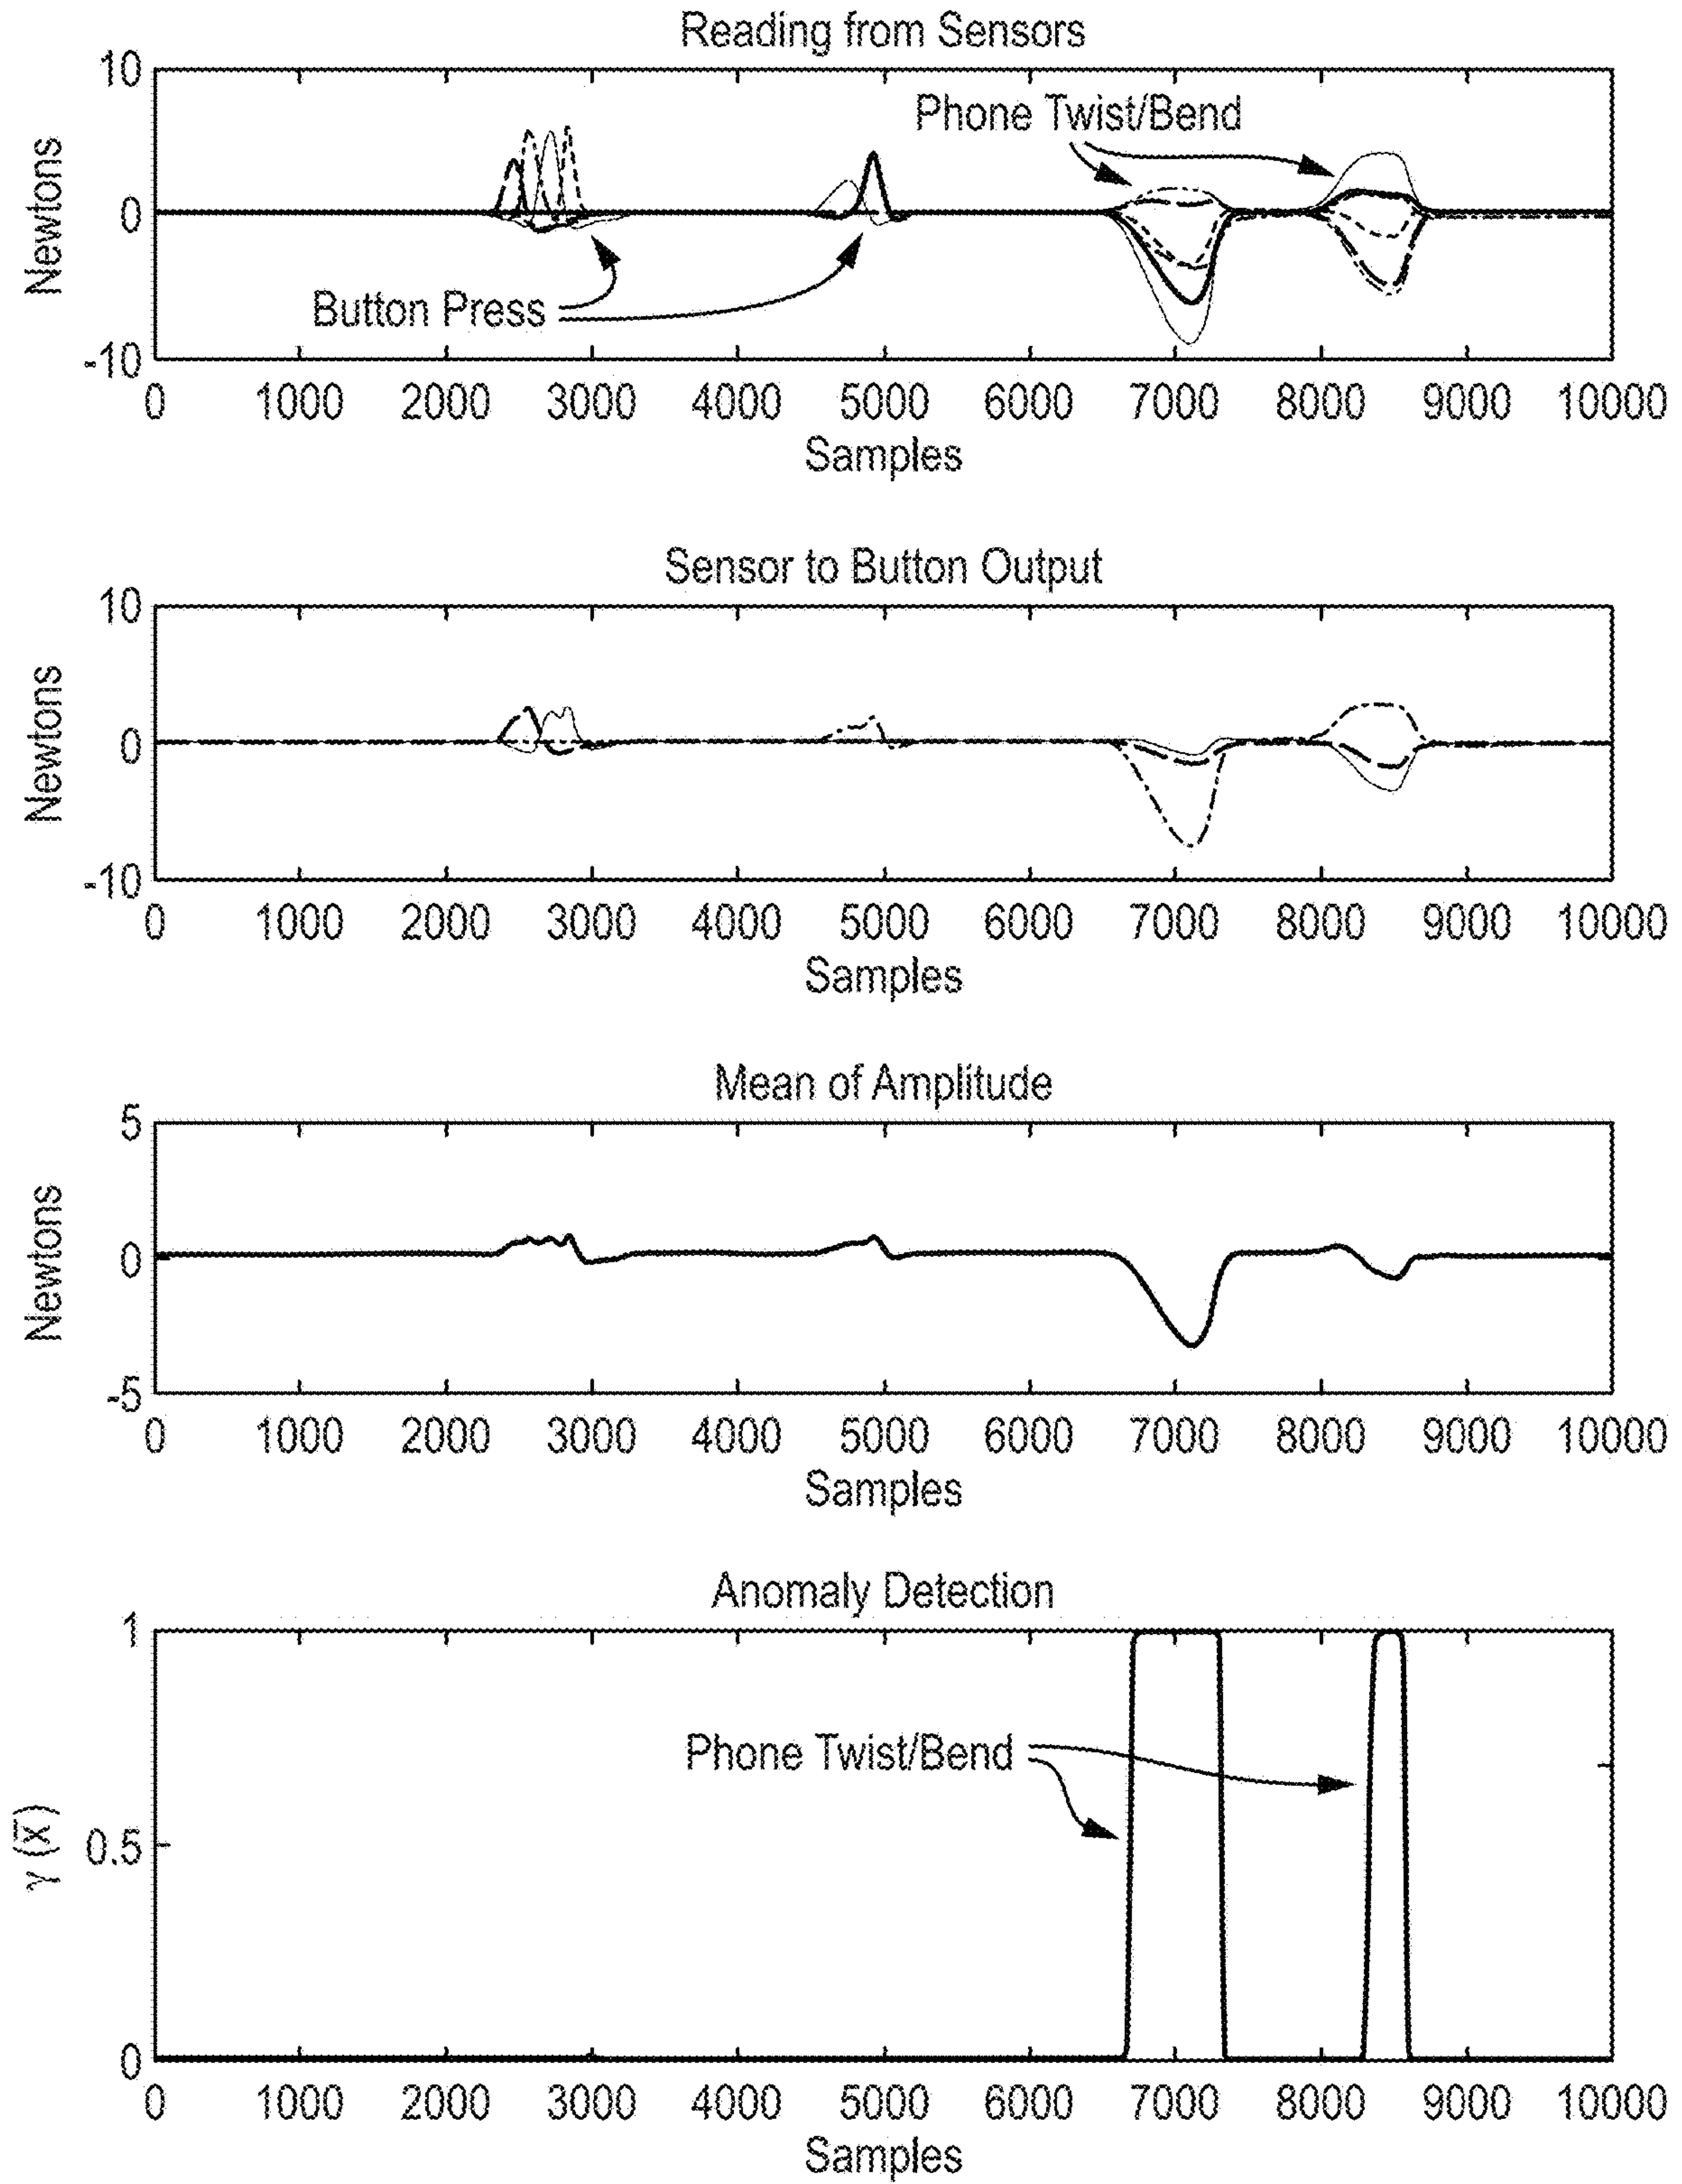 Reading from Sensors
10
Phone Twist/Bend
Newtons
0
Button Press
-10
0 1000 2000 3000 4000 5000 6000 7000 8000 9000 10000
Samples
Sensor to Button Output
10
Newtons
0
-10
0 1000 2000 3000 4000 5000 6000 7000 8000 9000 10000
Samples
Mean of Amplitude
5
Newtons
0
-5
0 1000 2000 3000 4000 5000 6000 7000 8000 9000 10000
Samples
Anomaly Detection
1
Phone Twist/Bend
γ (x̄)
0.5
0
0 1000 2000 3000 4000 5000 6000 7000 8000 9000 10000
Samples